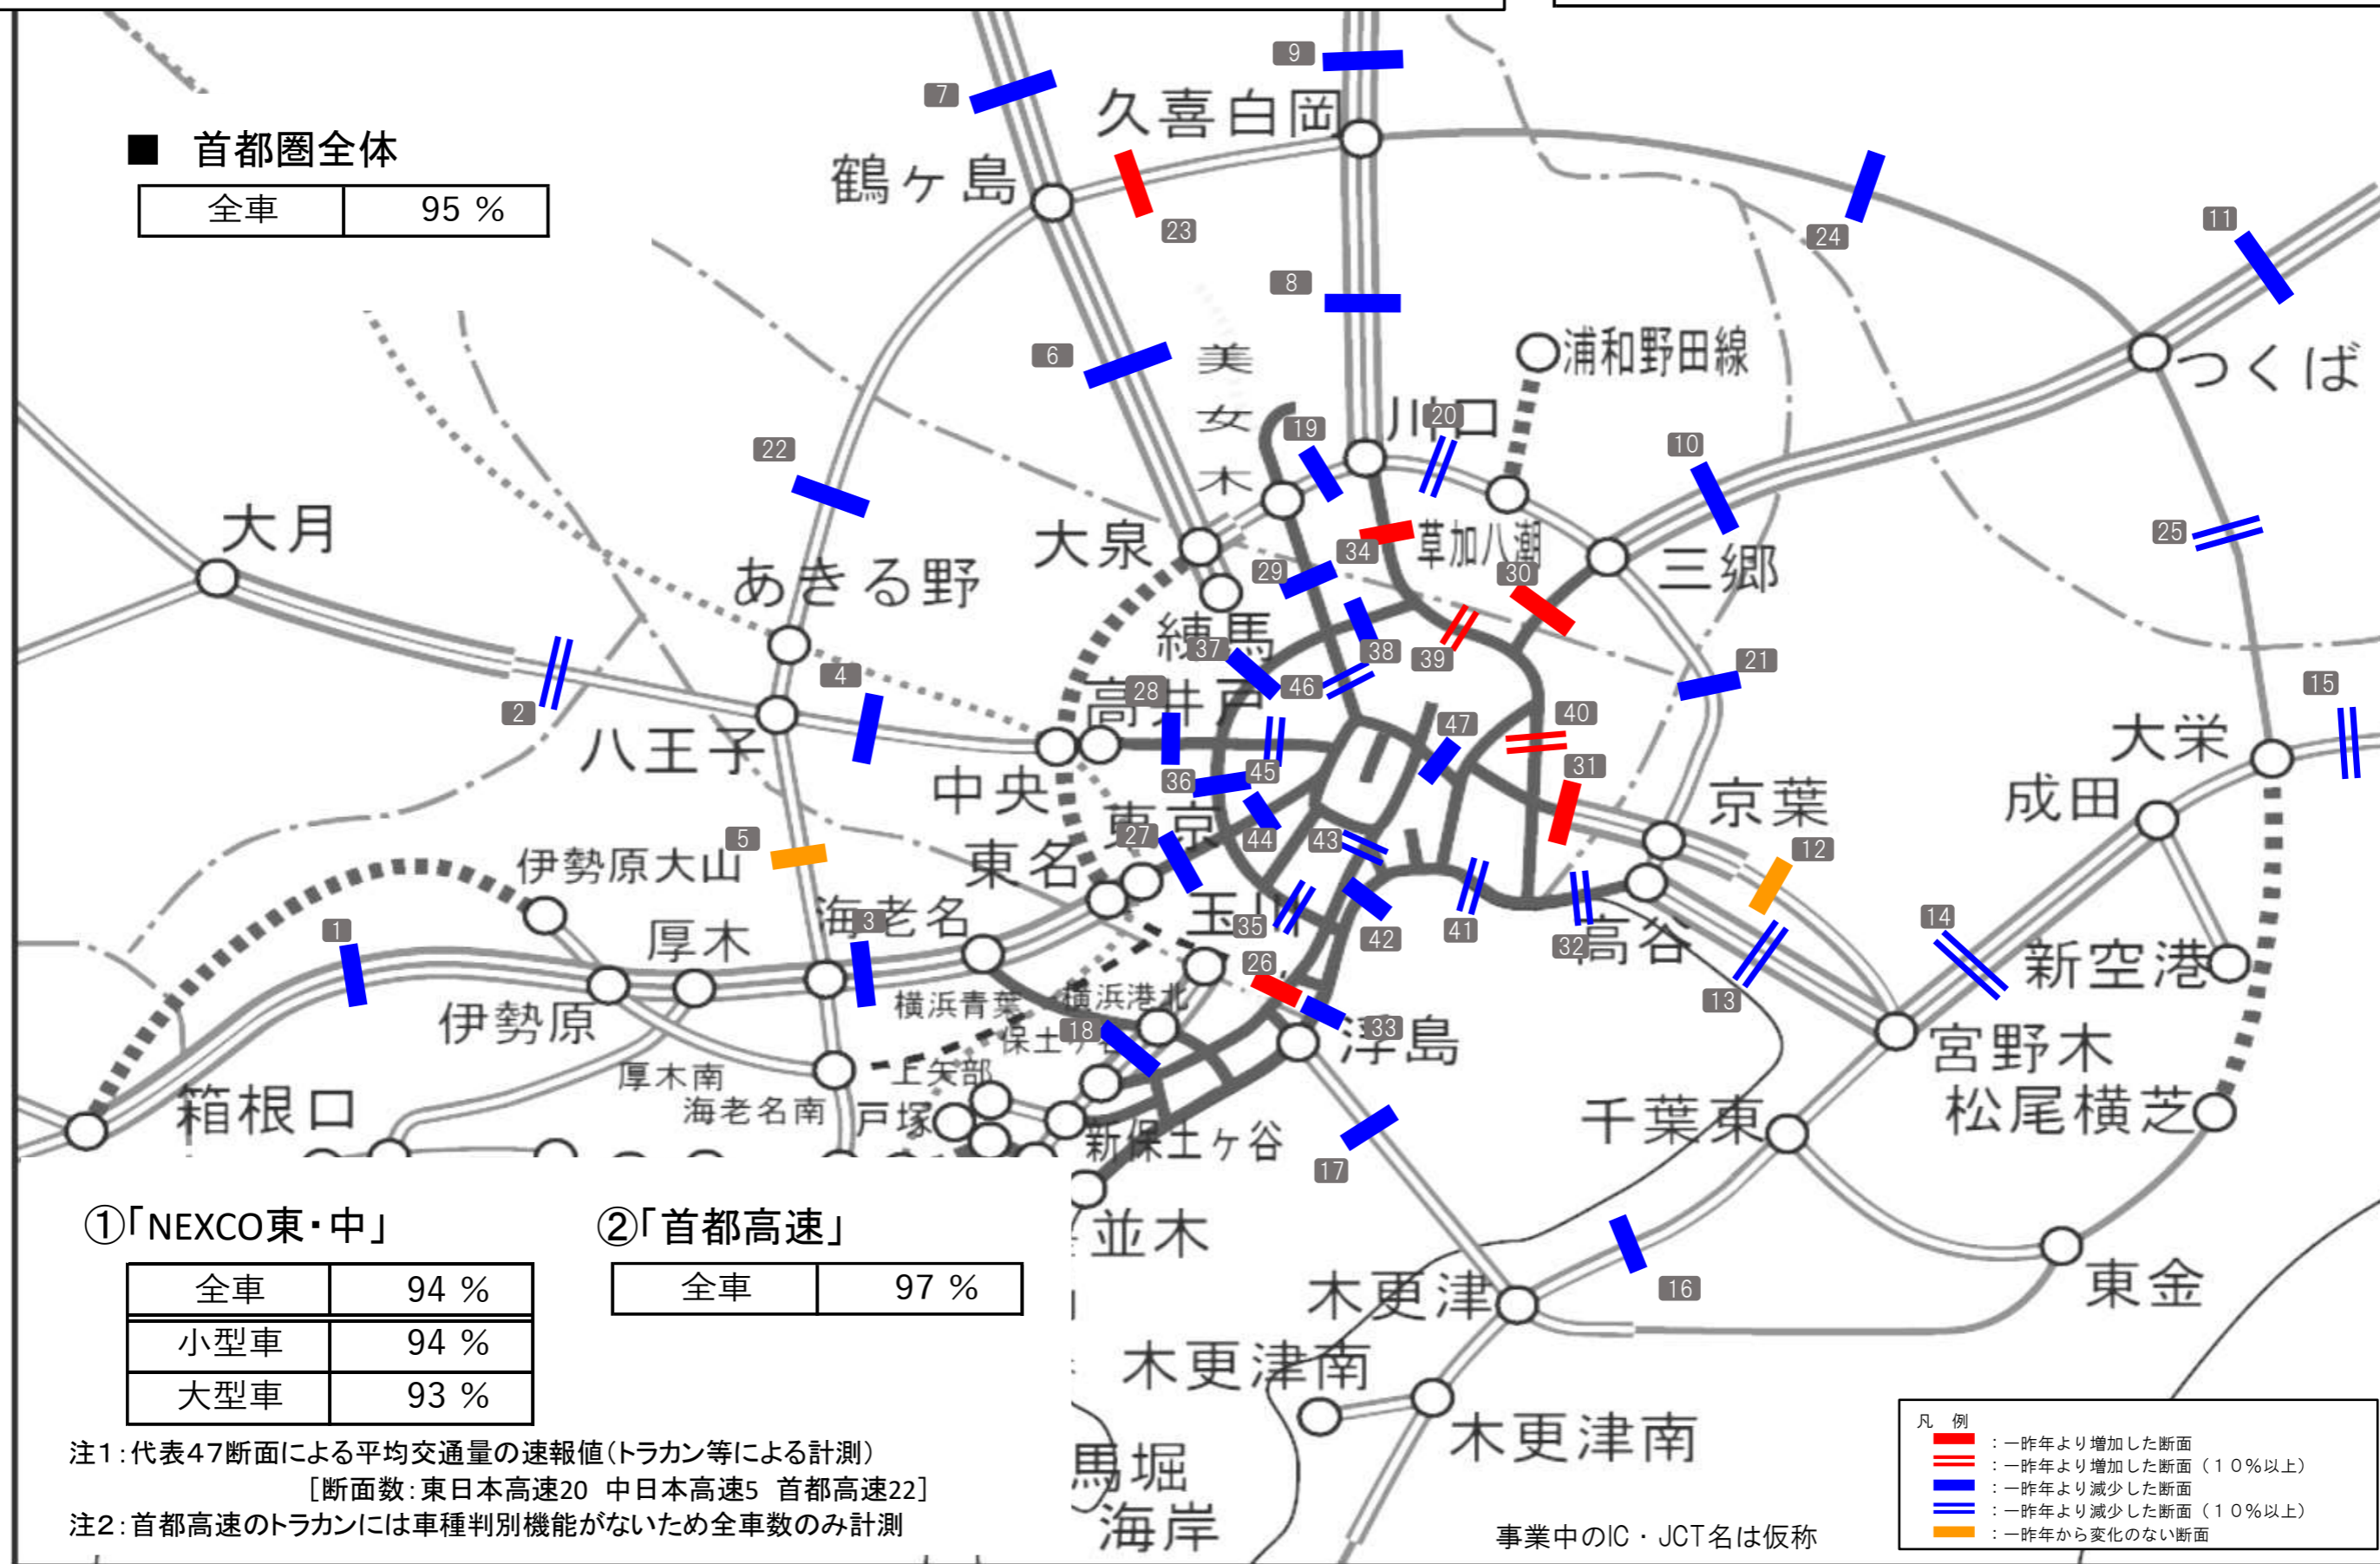 9
7
久喜白岡
■ 首都圏全体
鶴ヶ島
全車 95 %
23
24
11
8
美女木
6
浦和野田線
つくば
川口
20
19
22
10
大月
大泉
草加八潮
34
25
三郷
あきる野
29
30
練馬
37
38
39
21
4
28
高井戸
46
15
2
40
47
大栄
八王子
31
36
45
中央
京葉
成田
東京
27
44
43
5
12
伊勢原大山
東名
海老名
3
玉川
35
42
41
32
高谷
14
1
厚木
新空港
26
横浜青葉
横浜港北
13
伊勢原
18
保土ヶ谷
33
浮島
宮野木
厚木南
上矢部
箱根口
海老名南
戸塚
千葉東
松尾横芝
新保土ヶ谷
17
①「NEXCO東・中」
②「首都高速」
並木
全車 94 %
全車 97 %
小型車 94 %
大型車 93 %
木更津
16
東金
木更津南
木更津南
凡 例
：一昨年より増加した断面
：一昨年より増加した断面（１０％以上）
：一昨年より減少した断面
：一昨年より減少した断面（１０％以上）
：一昨年から変化のない断面
注1：代表４７断面による平均交通量の速報値（トラカン等による計測）
［断面数：東日本高速20 中日本高速5 首都高速22］
注2：首都高速のトラカンには車種判別機能がないため全車数のみ計測
馬堀
海岸
事業中のIC・JCT名は仮称